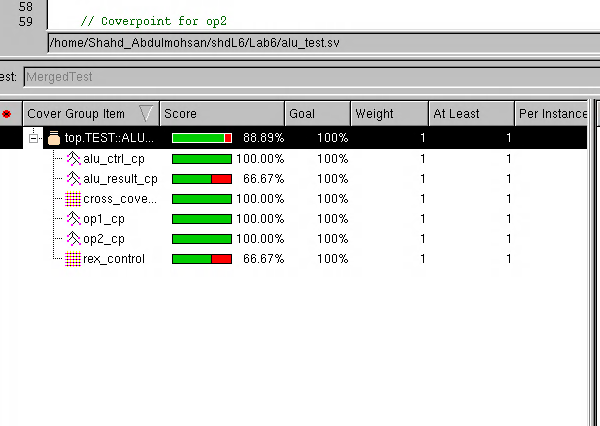 58
59 // Coverpoint for op2
/home/Shahd_Abdulmohsan/shdL6/Lab6/alu_test.sv
est: MergedTest
Cover Group Item Score Goal Weight At Least Per Instance
top.TEST::ALU... 88.89% 100% 1 1
alu_ctrl_cp 100.00% 100% 1 1
alu_result_cp 66.67% 100% 1 1
cross_cove... 100.00% 100% 1 1
op1_cp 100.00% 100% 1 1
op2_cp 100.00% 100% 1 1
rex_control 66.67% 100% 1 1